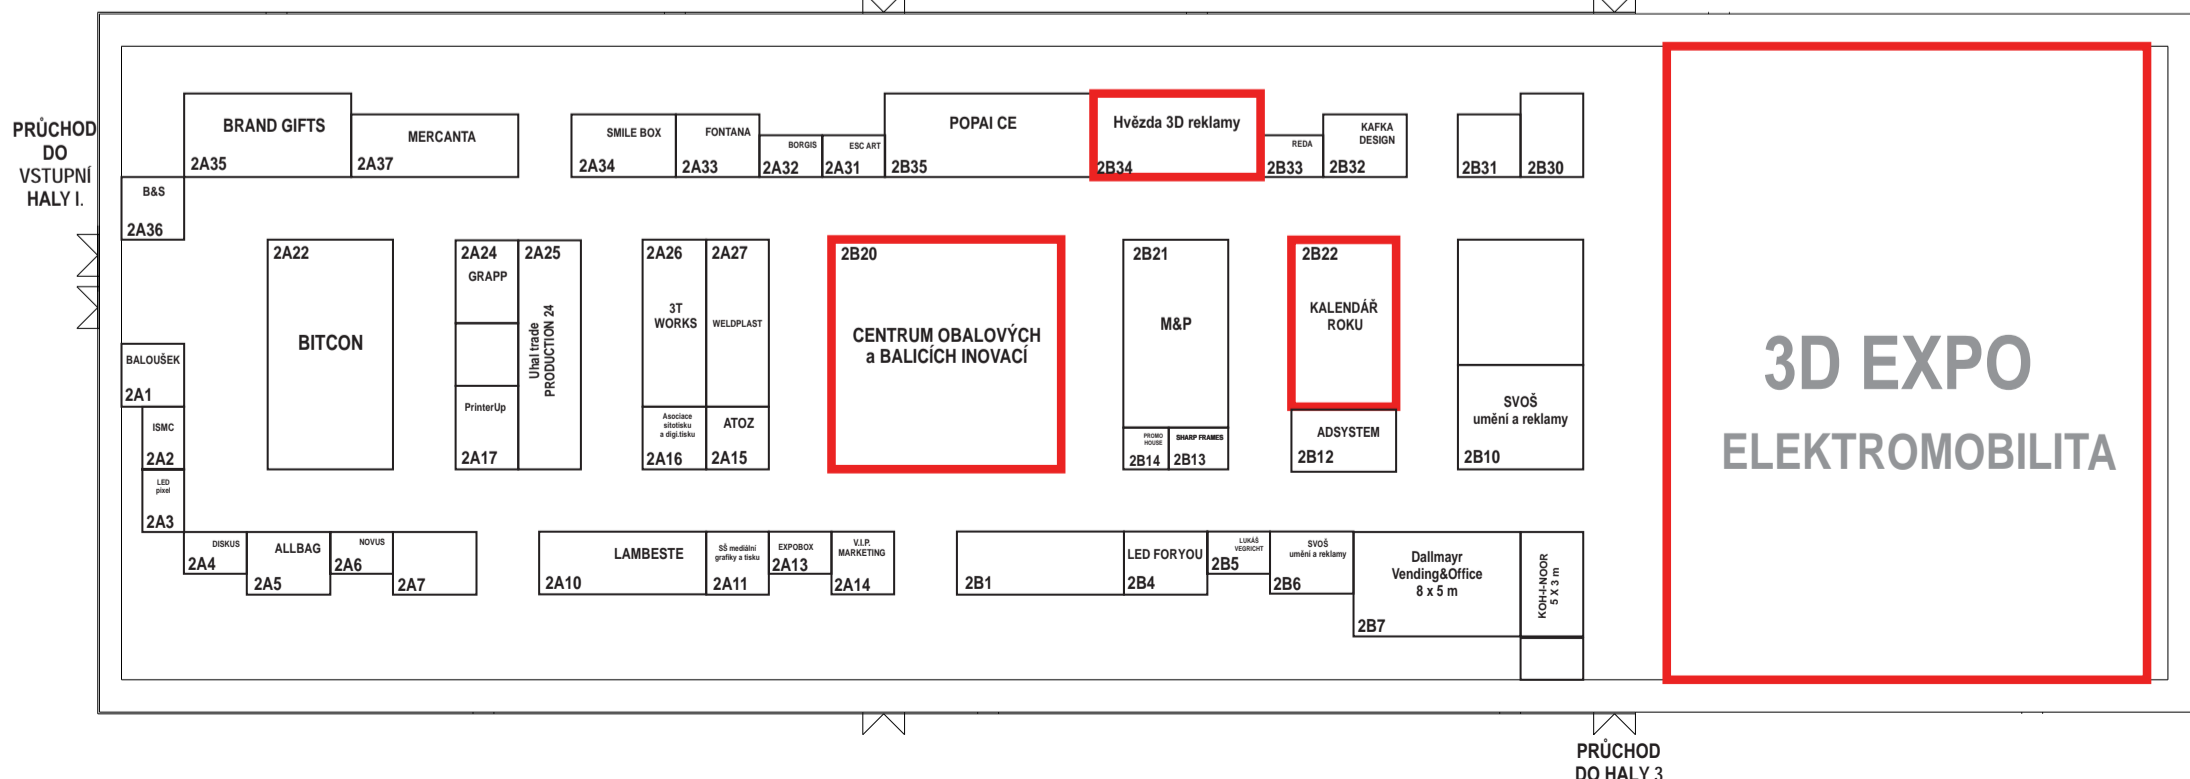 PRŮCHOD
DO
VSTUPNÍ
HALY I.
BRAND GIFTS
2A35
MERCANTA
2A37
SMILE BOX
2A34
FONTANA
2A33
BORGIS
2A32
ESC ART
2A31
POPAI CE
2B35
Hvězda 3D reklamy
2B34
REDA
2B33
KAFKA
DESIGN
2B32
2B31
2B30
B&S
2A36
2A22
BITCON
2A24
GRAPP
2A25
Uhal trade
PRODUCTION 24
PrinterUp
2A17
2A26
3T
WORKS
2A27
WELDPLAST
Asociace
sítotisku
a digi.tisku
2A16
ATOZ
2A15
2B20
CENTRUM OBALOVÝCH
a BALICÍCH INOVACÍ
2B21
M&P
PROMO
HOUSE
2B14
SHARP FRAMES
2B13
2B22
KALENDÁŘ
ROKU
ADSYSTEM
2B12
SVOŠ
umění a reklamy
2B10
3D EXPO
ELEKTROMOBILITA
BALOUŠEK
2A1
ISMC
2A2
LED
pixel
2A3
DISKUS
2A4
ALLBAG
2A5
NOVUS
2A6
2A7
LAMBESTE
2A10
SŠ mediální
grafiky a tisku
2A11
EXPOBOX
2A13
V.I.P.
MARKETING
2A14
2B1
LED FORYOU
2B4
LUKÁŠ
VEGRICHT
2B5
SVOŠ
umění a reklamy
2B6
Dallmayr
Vending&Office
8 x 5 m
2B7
KOH-I-NOOR
5 X 3 m
PRŮCHOD
DO HALY 3